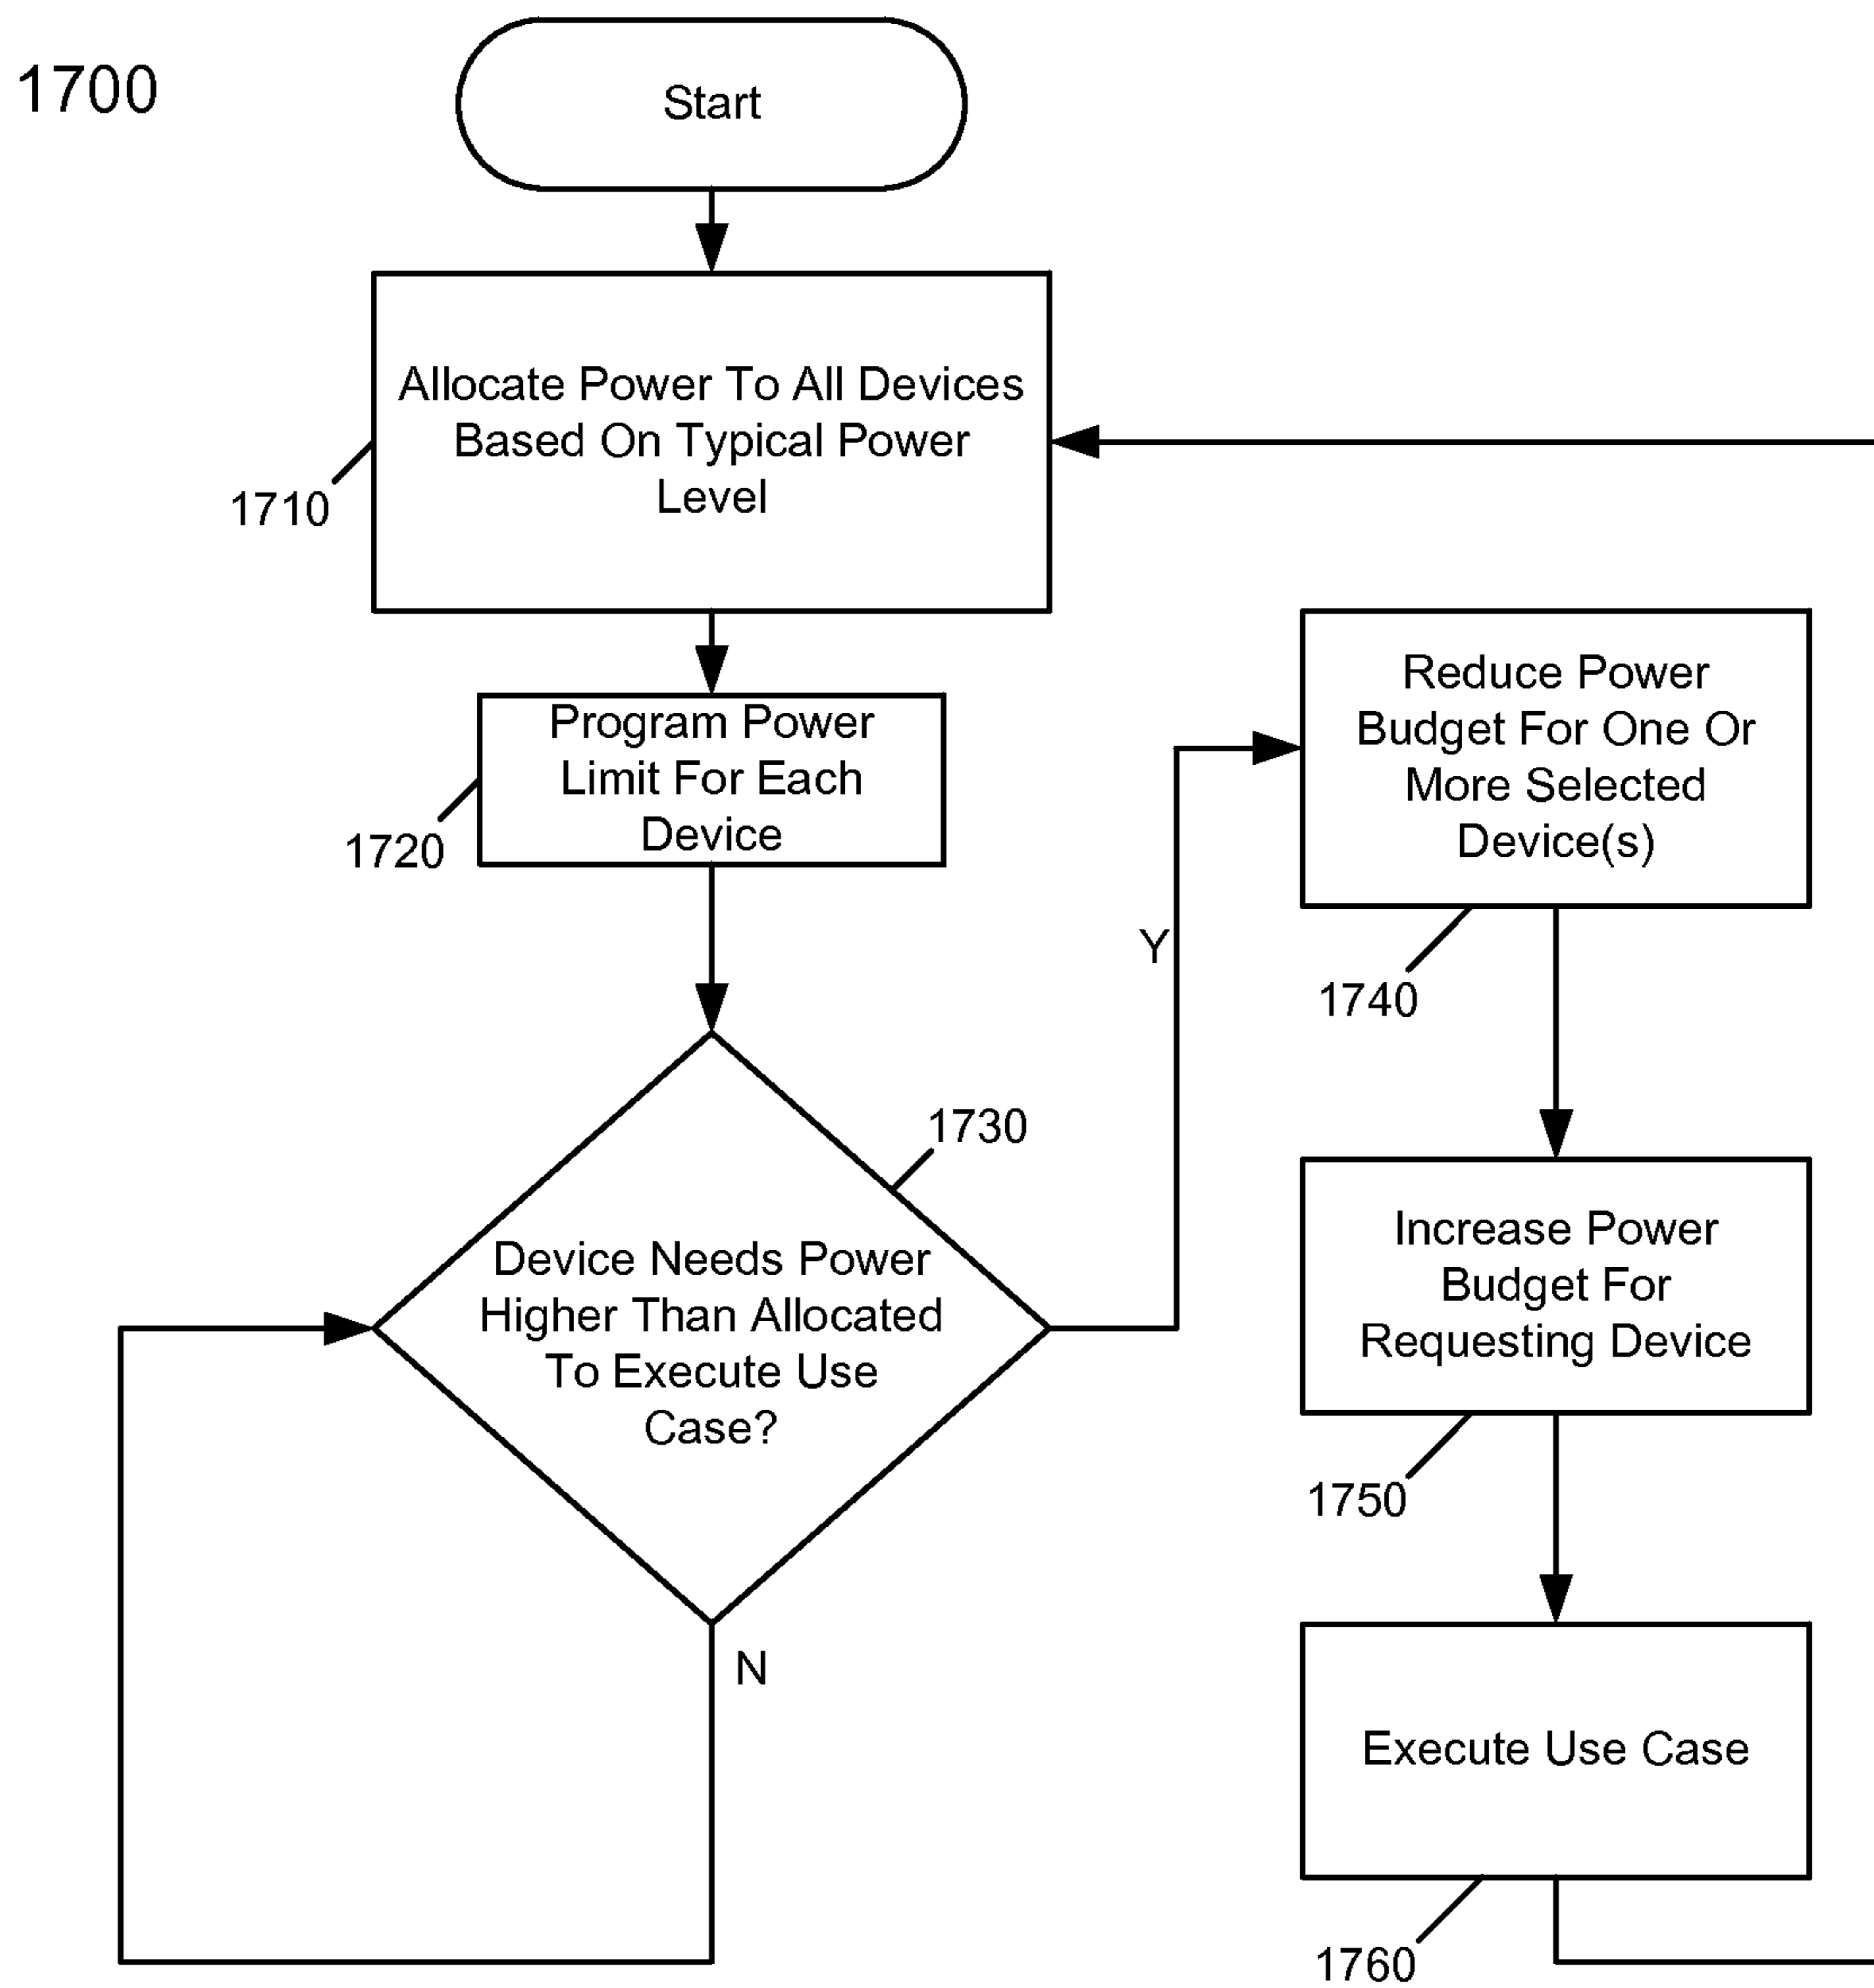 1700
Start
Allocate Power To All Devices
Based On Typical Power
Level
1710
Program Power
Limit For Each
Device
1720
1730
Device Needs Power
Higher Than Allocated
To Execute Use
Case?
Y
N
Reduce Power
Budget For One Or
More Selected
Device(s)
1740
Increase Power
Budget For
Requesting Device
1750
Execute Use Case
1760